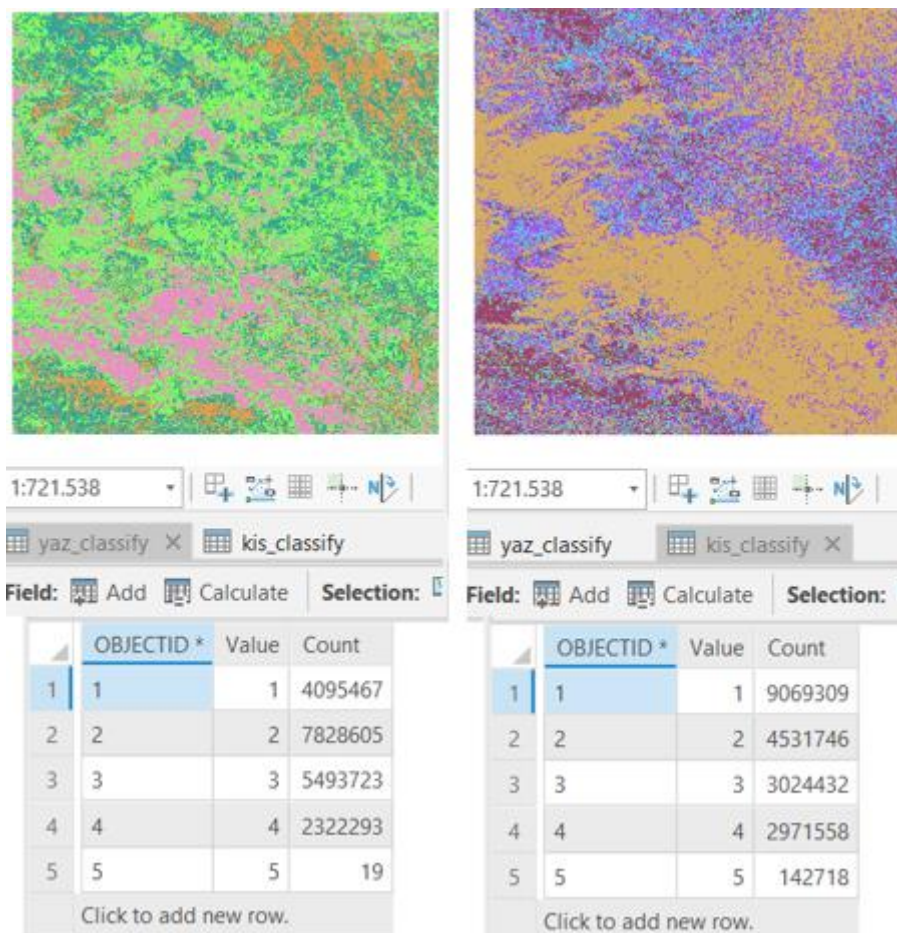 1:721.538
yaz_classify
kis_classify
Field: Add Calculate Selection:
OBJECTID * Value Count
1 1 1 4095467
2 2 2 7828605
3 3 3 5493723
4 4 4 2322293
5 5 5 19
Click to add new row.
1:721.538
yaz_classify
kis_classify
Field: Add Calculate Selection:
OBJECTID * Value Count
1 1 1 9069309
2 2 2 4531746
3 3 3 3024432
4 4 4 2971558
5 5 5 142718
Click to add new row.